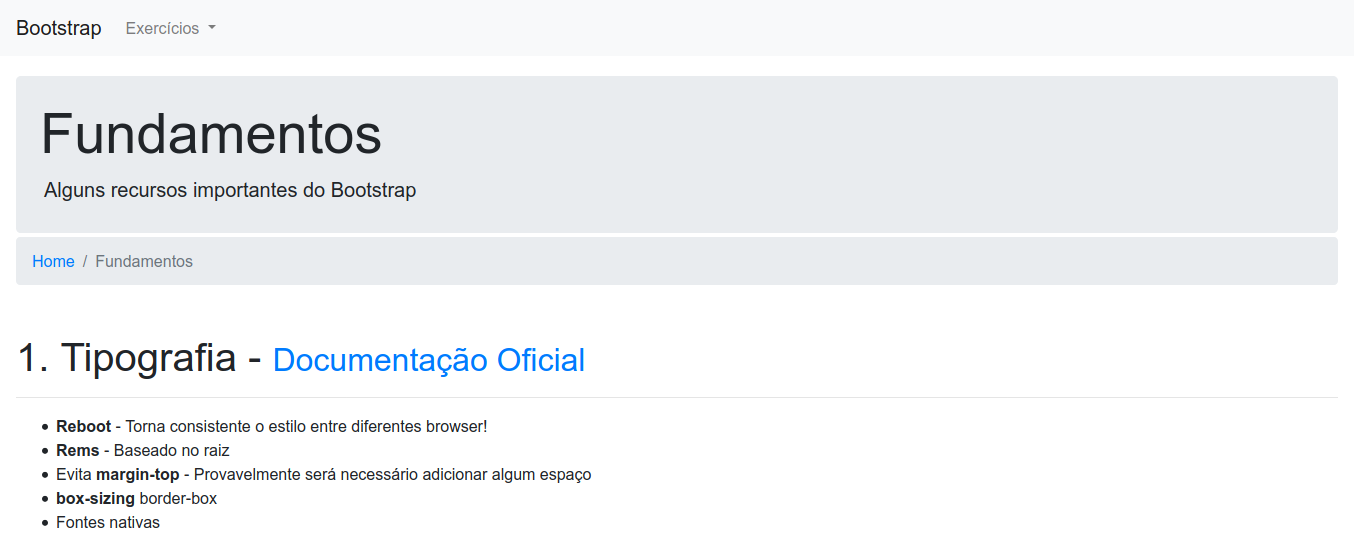 Bootstrap Exercícios
Fundamentos
Alguns recursos importantes do Bootstrap
Home / Fundamentos
1. Tipografia - Documentação Oficial
• Reboot - Torna consistente o estilo entre diferentes browser!
• Rems - Baseado no raiz
• Evita margin-top - Provavelmente será necessário adicionar algum espaço
• box-sizing border-box
• Fontes nativas